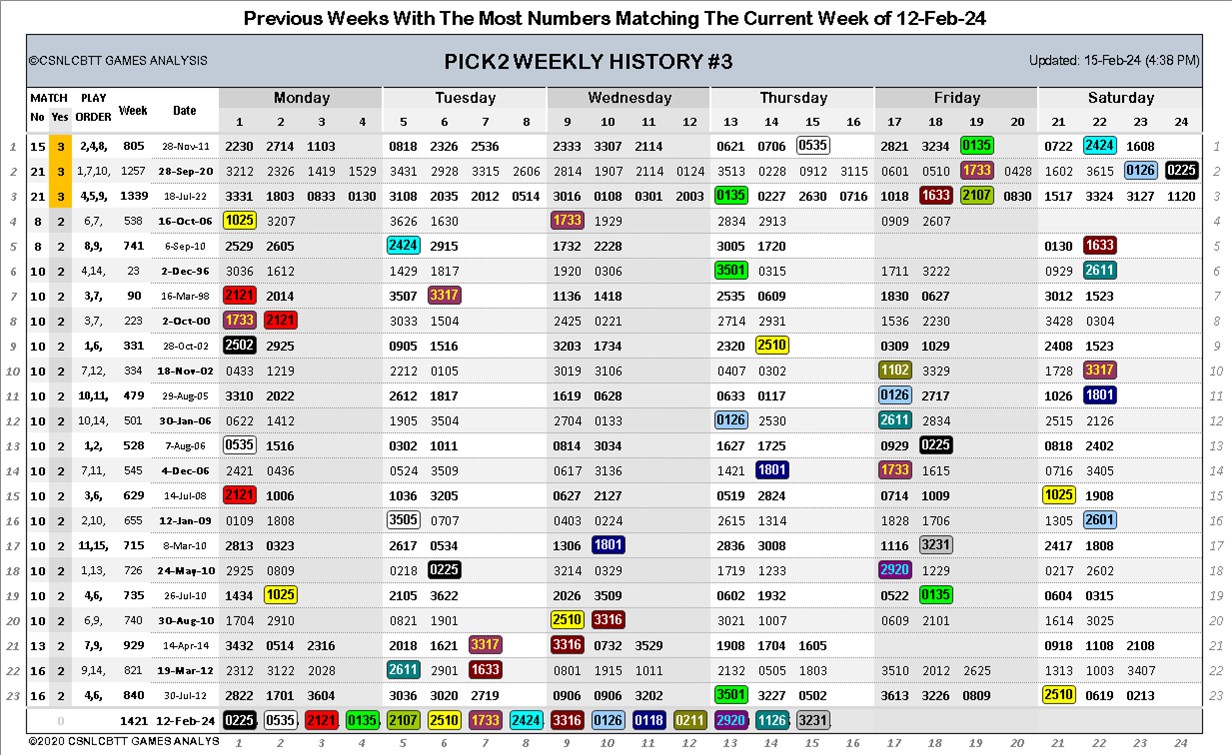 Previous Weeks With The Most Numbers Matching The Current Week of 12-Feb-24
©CSNLCBTT GAMES ANALYSIS PICK2 WEEKLY HISTORY #3 Updated: 15-Feb-24 (4:38 PM)
MATCH PLAY Week Date Monday Tuesday Wednesday Thursday Friday Saturday
No Yes ORDER 1 2 3 4 5 6 7 8 9 10 11 12 13 14 15 16 17 18 19 20 21 22 23 24
1 15 3 2,4,8, 805 28-Nov-11 2230 2714 1103 0818 2326 2536 2333 3307 2114 0621 0706 0535 2821 3234 0135 0722 2424 1608 1
2 21 3 1,7,10, 1257 28-Sep-20 3212 2326 1419 1529 3431 2928 3315 2606 2814 1907 2114 0124 3513 0228 0912 3115 0601 0510 1733 0428 1602 3615 0126 0225 2
3 21 3 4,5,9, 1339 18-Jul-22 3331 1803 0833 0130 3108 2035 2012 0514 3016 0108 0301 2003 0135 0227 2630 0716 1018 1633 2107 0830 1517 3324 3127 1120 3
4 8 2 6,7, 538 16-Oct-06 1025 3207 3626 1630 1733 1929 2834 2913 0909 2607 4
5 8 2 8,9, 741 6-Sep-10 2529 2605 2424 2915 1732 2228 3005 1720 0130 1633 5
6 10 2 4,14, 23 2-Dec-96 3036 1612 1429 1817 1920 0306 3501 0315 1711 3222 0929 2611 6
7 10 2 3,7, 90 16-Mar-98 2121 2014 3507 3317 1136 1418 2535 0609 1830 0627 3012 1523 7
8 10 2 3,7, 223 2-Oct-00 1733 2121 3033 1504 2425 0221 2714 2931 1536 2230 3428 0304 8
9 10 2 1,6, 331 28-Oct-02 2502 2925 0905 1516 3203 1734 2320 2510 0309 1029 2408 1523 9
10 10 2 7,12, 334 18-Nov-02 0433 1219 2212 0105 3019 3106 0407 0302 1102 3329 1728 3317 10
11 10 2 10,11, 479 29-Aug-05 3310 2022 2612 1817 1619 0628 0633 0117 0126 2717 1026 1801 11
12 10 2 10,14, 501 30-Jan-06 0622 1412 1905 3504 2704 0133 0126 2530 2611 2834 2515 2126 12
13 10 2 1,2, 528 7-Aug-06 0535 1516 0302 1011 0814 3034 1627 1725 0929 0225 0818 2402 13
14 10 2 7,11, 545 4-Dec-06 2421 0436 0524 3509 0617 3136 1421 1801 1733 1615 0716 3405 14
15 10 2 3,6, 629 14-Jul-08 2121 1006 1036 3205 0627 2127 0519 2824 0714 1009 1025 1908 15
16 10 2 2,10, 655 12-Jan-09 0109 1808 3505 0707 0403 0224 2615 1314 1828 1706 1305 2601 16
17 10 2 11,15, 715 8-Mar-10 2813 0323 2617 0534 1306 1801 2836 3008 1116 3231 2417 1808 17
18 10 2 1,13, 726 24-May-10 2925 0809 0218 0225 3214 0329 1719 1233 2920 1229 0217 2602 18
19 10 2 4,6, 735 26-Jul-10 1434 1025 2105 3622 2026 3509 0602 1932 0522 0135 0604 0315 19
20 10 2 6,9, 740 30-Aug-10 1704 2910 0821 1901 2510 3316 3021 1007 0609 2101 1614 3025 20
21 13 2 7,9, 929 14-Apr-14 3432 0514 2316 2018 1621 3317 3316 0732 3529 1908 1704 1605 0918 1108 2108 21
22 16 2 9,14, 821 19-Mar-12 2312 3122 2028 2611 2901 1633 0801 1915 1011 2132 0505 1803 3510 2012 2625 1313 1003 3407 22
23 16 2 4,6, 840 30-Jul-12 2822 1701 3604 3036 3020 2719 0906 0906 3202 3501 3227 0502 3613 3226 0809 2510 0619 0213 23
0 1421 12-Feb-24 0225, 0535, 2121, 0135, 2107 2510 1733 2424, 3316 0126 0118 0211 2920, 1126, 3231
©2020 CSNLCBTT GAMES ANALYS 1 2 3 4 5 6 7 8 9 10 11 12 13 14 15 16 17 18 19 20 21 22 23 24